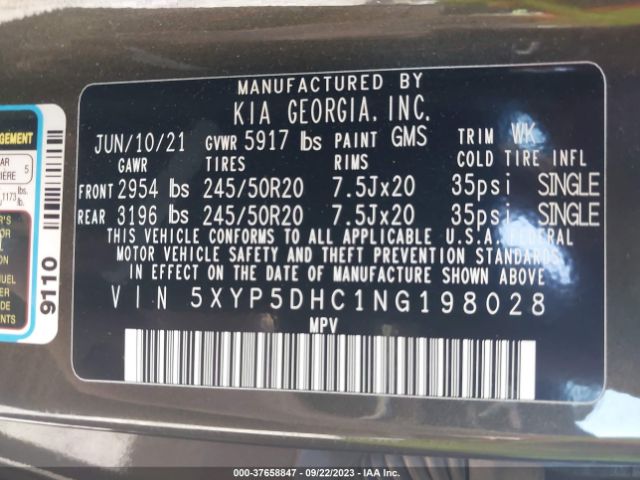 MANUFACTURED BY
KIA GEORGIA, INC.
JUN/10/21 GVWR 5917 lbs PAINT GMS TRIM WK
GAWR TIRES RIMS COLD TIRE INFL
FRONT 2954 lbs 245/50R20 7.5Jx20 35psi SINGLE
REAR 3196 lbs 245/50R20 7.5Jx20 35psi SINGLE
THIS VEHICLE CONFORMS TO ALL APPLICABLE U.S.A. FEDERAL
MOTOR VEHICLE SAFETY AND THEFT PREVENTION STANDARDS
IN EFFECT ON THE DATE OF MANUFACTURE SHOWN ABOVE.
VIN 5XYP5DHC1NG198028
MPV
9110
000-37658847 - 09/22/2023 - IAA Inc.